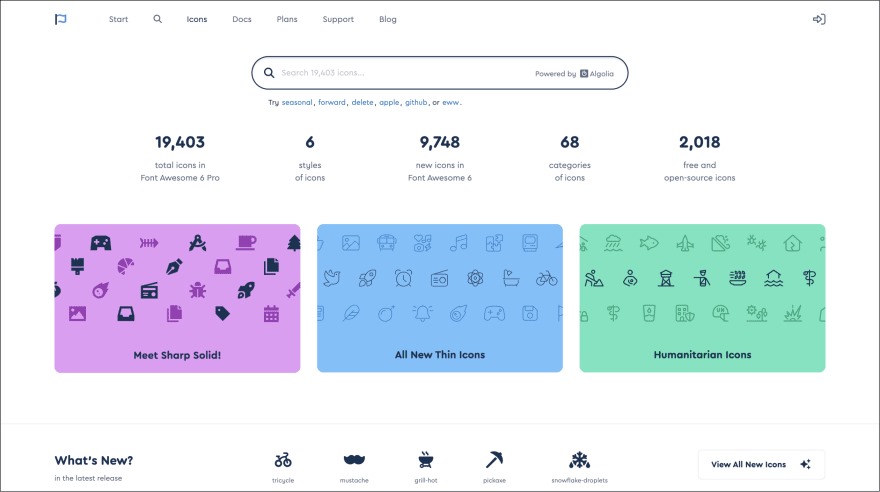 Start Icons Docs Plans Support Blog
Search 19,403 icons... Powered by Algolia
Try seasonal, forward, delete, apple, github, or eww.
19,403
total icons in
Font Awesome 6 Pro
6
styles
of icons
9,748
new icons in
Font Awesome 6
68
categories
of icons
2,018
free and
open-source icons
Meet Sharp Solid!
All New Thin Icons
Humanitarian Icons
What's New?
in the latest release
tricycle
mustache
grill-hot
pickaxe
snowflake-droplets
View All New Icons